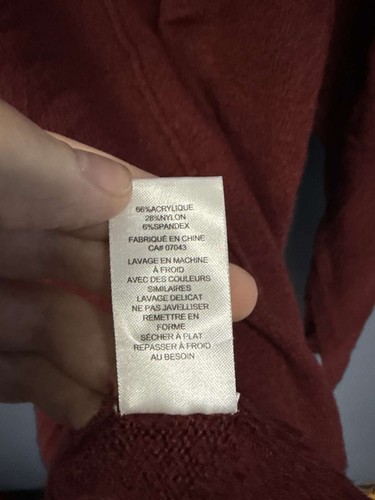 66%ACRYLIQUE
28%NYLON
6%SPANDEX
FABRIQUÉ EN CHINE
CA# 07043
LAVAGE EN MACHINE
À FROID
AVEC DES COULEURS
SIMILAIRES
LAVAGE DELICAT
NE PAS JAVELLISER
REMETTRE EN
FORME
SÉCHER À PLAT
REPASSER À FROID
AU BESOIN